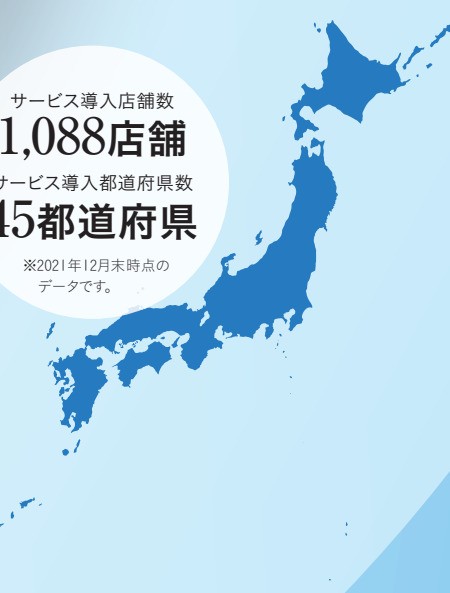 サービス導入店舗数
1,088店舗
サービス導入都道府県数
45都道府県
※2021年12月末時点の
データです。